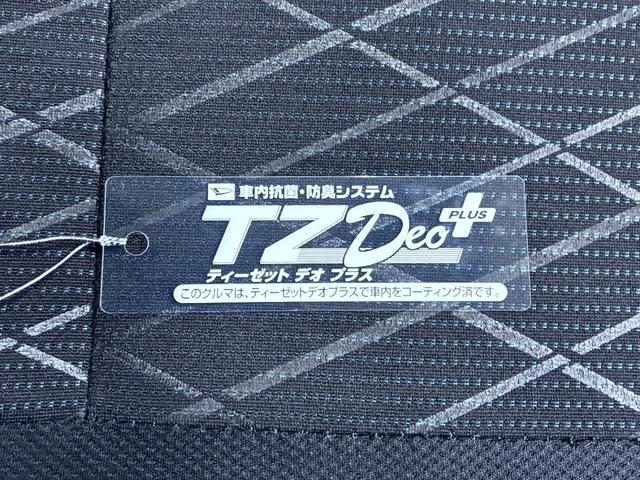 車内抗菌・防臭システム
TZ Deo PLUS
ティーゼット デオ プラス
このクルマは、ティーゼットデオプラスで車内をコーティング済です。